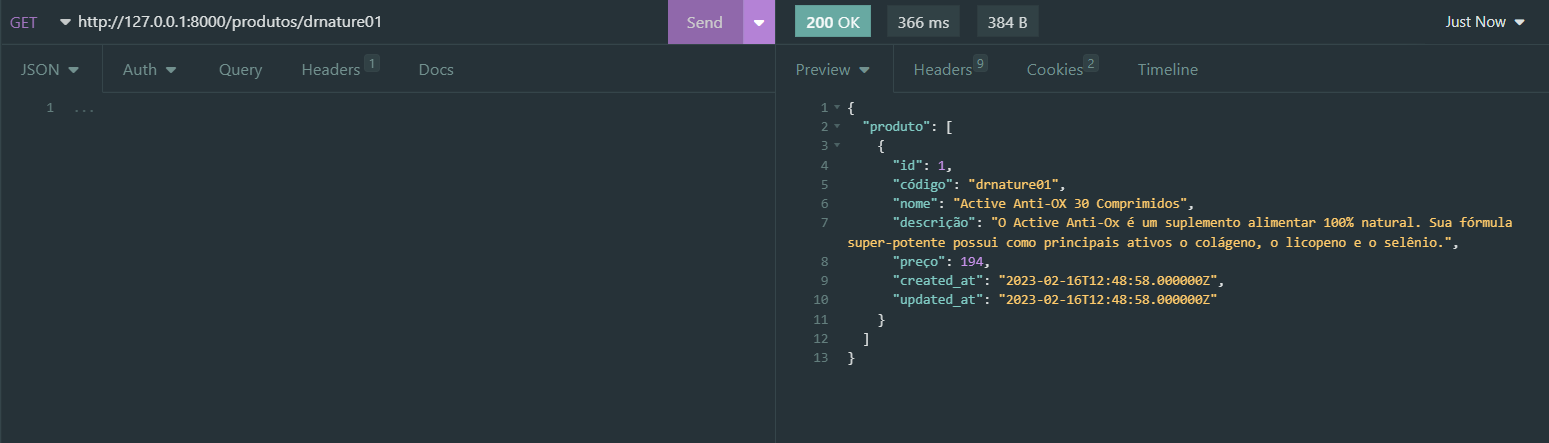 GET http://127.0.0.1:8000/produtos/drnature01 Send 200 OK 366 ms 384 B Just Now
JSON Auth Query Headers 1 Docs Preview Headers 9 Cookies 2 Timeline
1 ...
1 {
2 "produto": [
3 {
4 "id": 1,
5 "código": "drnature01",
6 "nome": "Active Anti-OX 30 Comprimidos",
7 "descrição": "O Active Anti-Ox é um suplemento alimentar 100% natural. Sua fórmula
super-potente possui como principais ativos o colágeno, o licopeno e o selênio.",
8 "preço": 194,
9 "created_at": "2023-02-16T12:48:58.000000Z",
10 "updated_at": "2023-02-16T12:48:58.000000Z"
11 }
12 ]
13 }